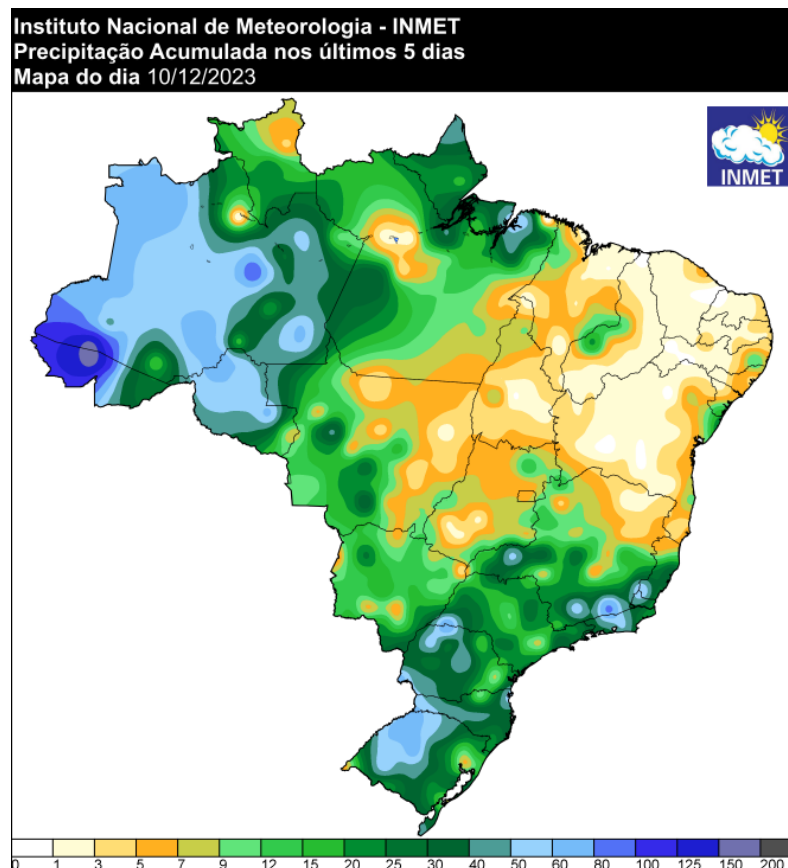 Instituto Nacional de Meteorologia - INMET
Precipitação Acumulada nos últimos 5 dias
Mapa do dia 10/12/2023
INMET
0 1 3 5 7 9 12 15 20 25 30 40 50 60 80 100 125 150 200